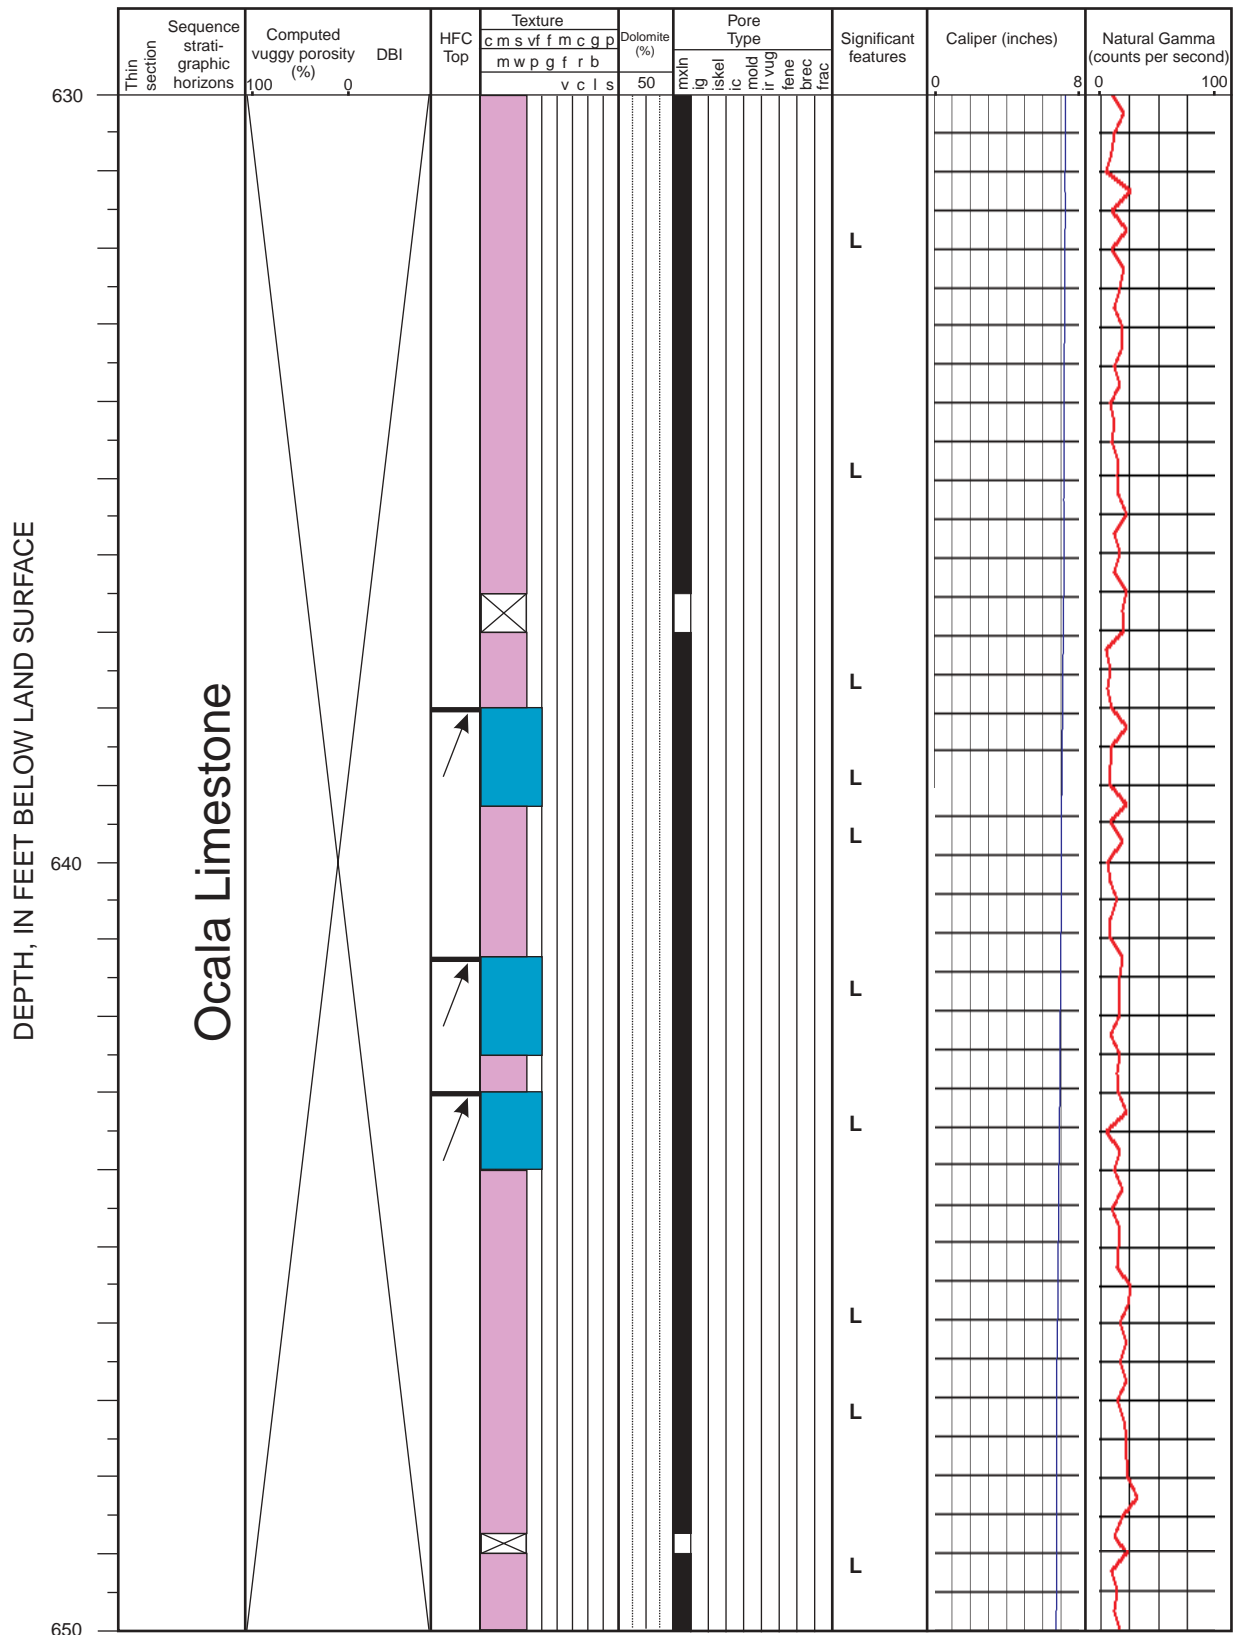 Thin
section
Sequence
strati-
graphic
horizons
Computed
vuggy porosity
(%)
100 0
DBI
HFC
Top
Texture
c m s vf f m c g p
m w p g f r b
v c l s
Dolomite
(%)
50
Pore
Type
mxln
ig
iskel
ic
mold
ir vug
fene
brec
frac
Significant
features
Caliper (inches)
0 8
Natural Gamma
(counts per second)
0 100
630
640
650
DEPTH, IN FEET BELOW LAND SURFACE
Ocala Limestone
L
L
L
L
L
L
L
L
L
L